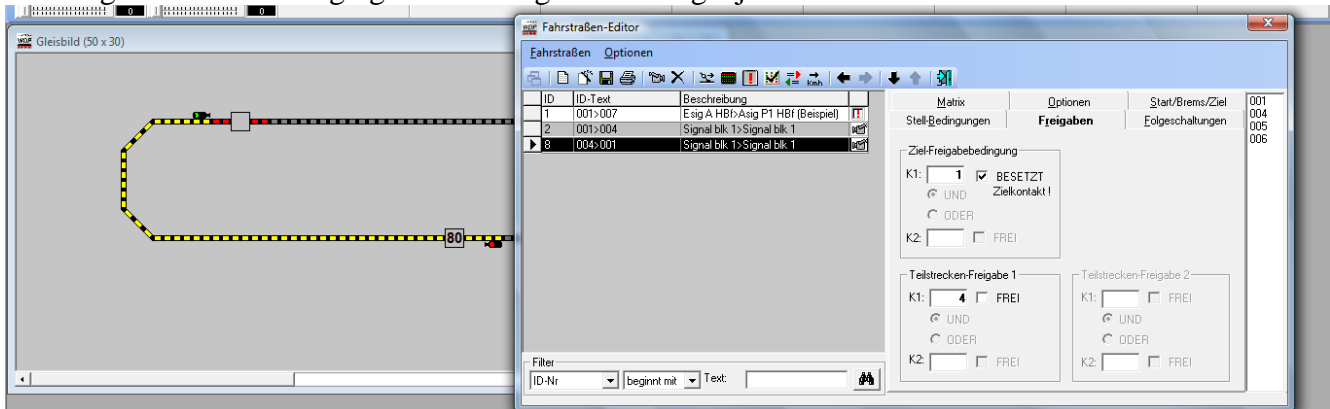 0 0
Gleisbild (50 x 30)
80
Fahrstraßen-Editor
Fahrstraßen Optionen
kmh
ID ID-Text Beschreibung
1 001>007 Esig A HBf>Asig P1 HBf (Beispiel)
2 001>004 Signal blk 1>Signal blk 1
8 004>001 Signal blk 1>Signal blk 1
Filter
ID-Nr beginnt mit Text:
Matrix Optionen Start/Brems/Ziel
Stell-Bedingungen Freigaben Folgeschaltungen
Ziel-Freigabebedingung
K1: 1 BESETZT
UND Zielkontakt !
ODER
K2: FREI
Teilstrecken-Freigabe 1
K1: 4 FREI
UND
ODER
K2: FREI
Teilstrecken-Freigabe 2
K1: FREI
UND
ODER
K2: FREI
001
004
005
006